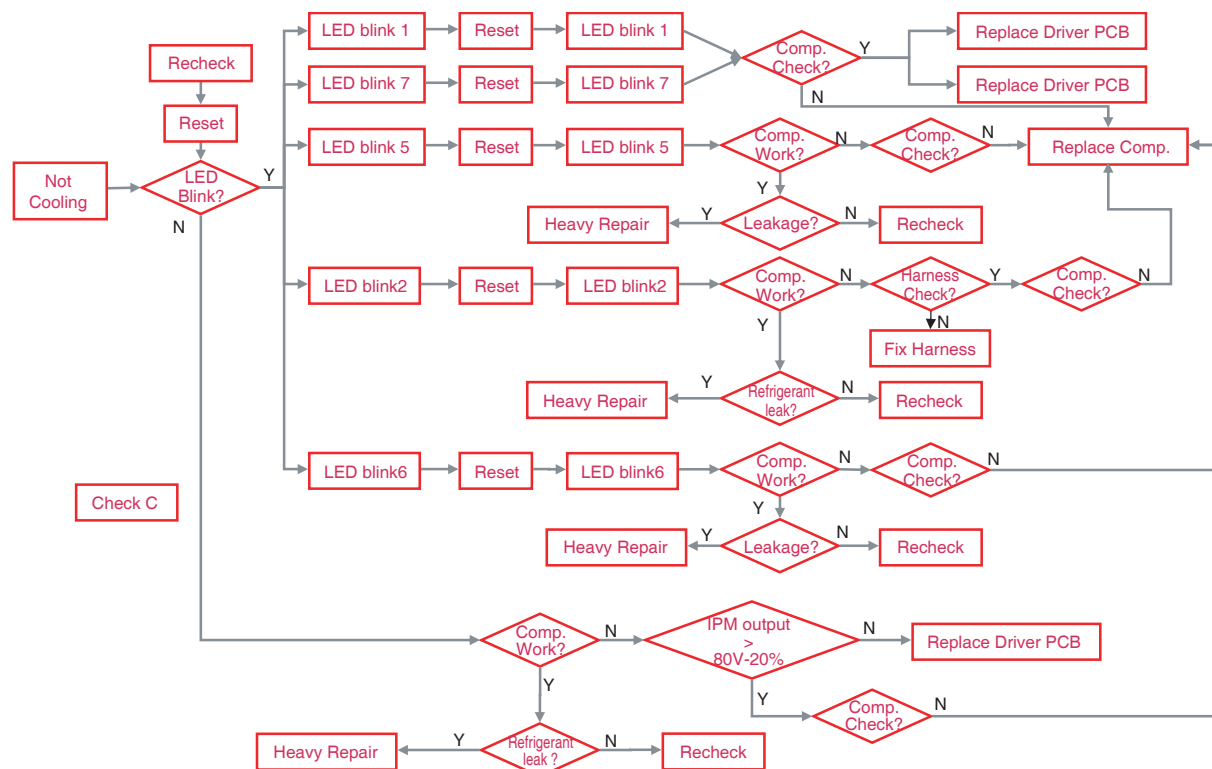 LED blink 1
Reset
LED blink 1
Comp.
Check?
Y
Replace Driver PCB
Recheck
LED blink 7
Reset
LED blink 7
N
Replace Driver PCB
Reset
LED blink 5
Reset
LED blink 5
Comp.
Work?
N
Comp.
Check?
N
Replace Comp.
Not
Cooling
LED
Blink?
Y
N
Y
Heavy Repair
Y
Leakage?
N
Recheck
LED blink2
Reset
LED blink2
Comp.
Work?
N
Harness
Check?
Y
Comp.
Check?
N
Y
N
Fix Harness
Heavy Repair
Y
Refrigerant
leak?
N
Recheck
LED blink6
Reset
LED blink6
Comp.
Work?
N
Comp.
Check?
N
Check C
Y
Heavy Repair
Y
Leakage?
N
Recheck
Comp.
Work?
N
IPM output
>
80V-20%
N
Replace Driver PCB
Y
Y
Comp.
Check?
N
Heavy Repair
Y
Refrigerant
leak ?
N
Recheck